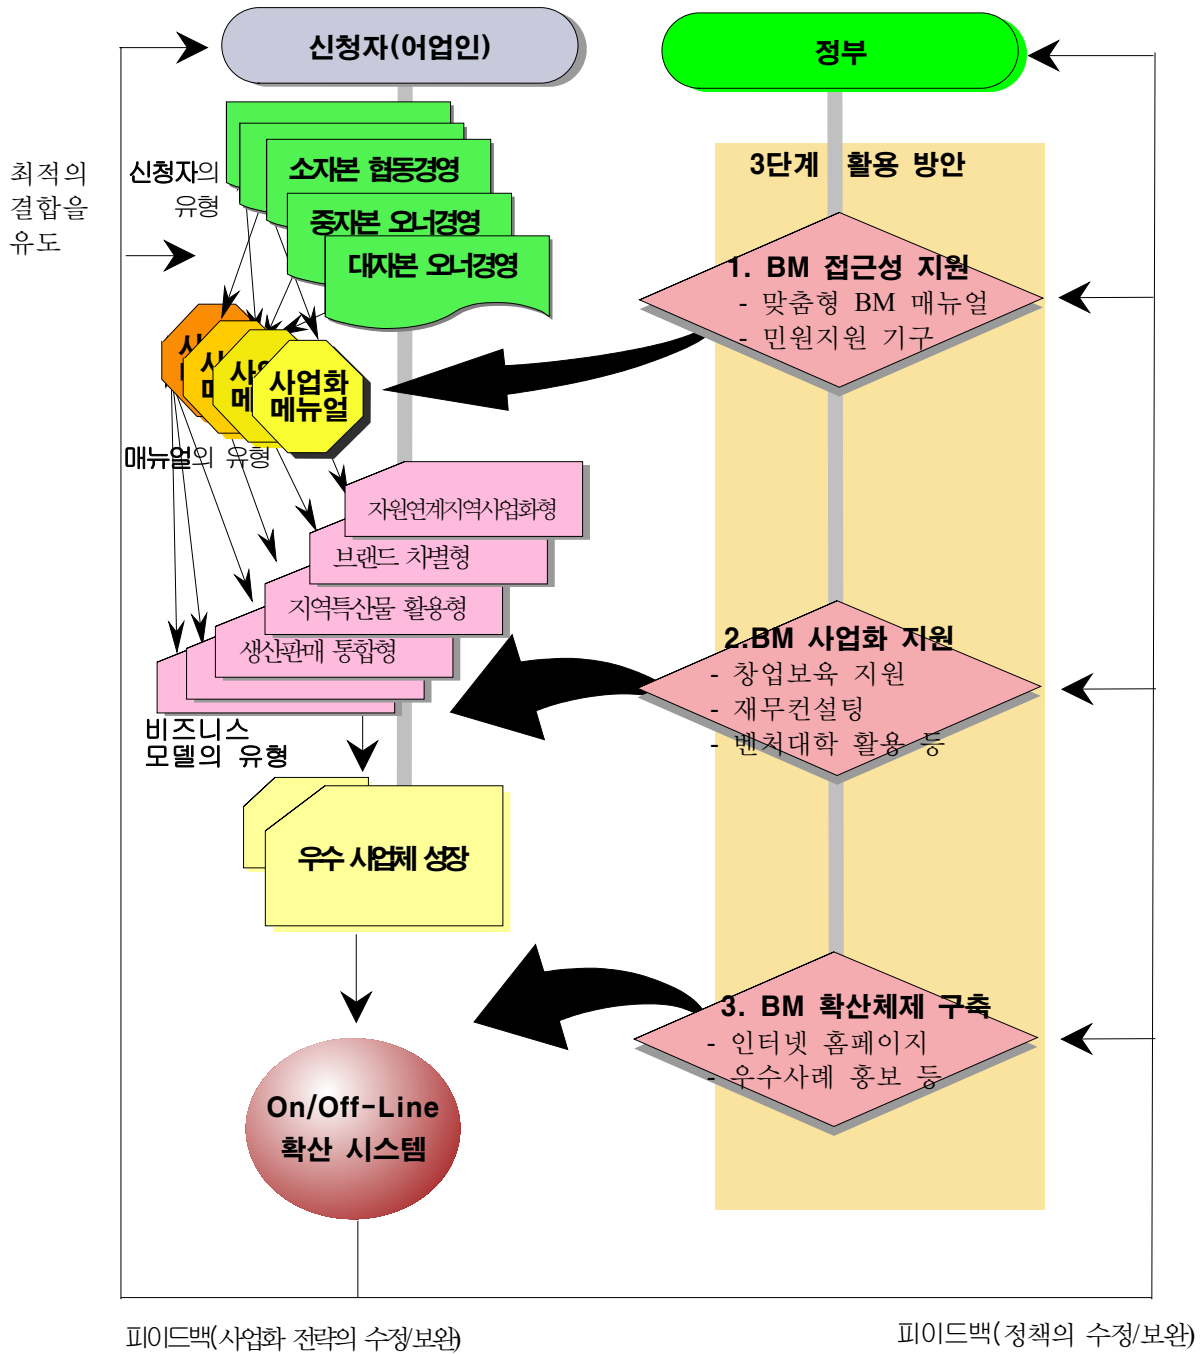 신청자(어업인)
정부
3단계 활용 방안
최적의
결합을
유도
신청자의
유형
소자본 협동경영
중자본 오너경영
대자본 오너경영
1. BM 접근성 지원
- 맞춤형 BM 매뉴얼
- 민원지원 기구
사업화
메뉴얼
매뉴얼의 유형
자원연계지역사업화형
브랜드 차별형
지역특산물 활용형
생산판매 통합형
비즈니스
모델의 유형
2.BM 사업화 지원
- 창업보육 지원
- 재무컨설팅
- 벤처대학 활용 등
우수 사업체 성장
3. BM 확산체제 구축
- 인터넷 홈페이지
- 우수사례 홍보 등
On/Off-Line
확산 시스템
피이드백(사업화 전략의 수정/보완)
피이드백(정책의 수정/보완)